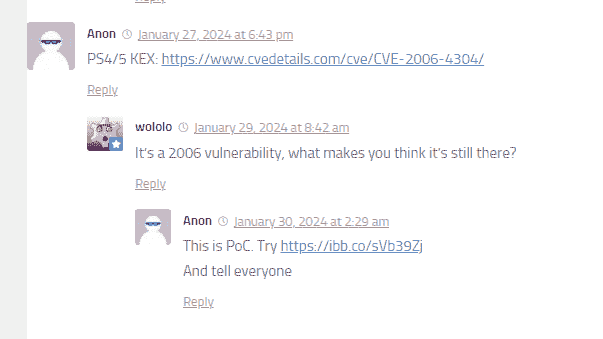 Anon January 27, 2024 at 6:43 pm
PS4/5 KEX: https://www.cvedetails.com/cve/CVE-2006-4304/
Reply
wololo January 29, 2024 at 8:42 am
It's a 2006 vulnerability, what makes you think it's still there?
Reply
Anon January 30, 2024 at 2:29 am
This is PoC. Try https://ibb.co/sVb39Zj
And tell everyone
Reply